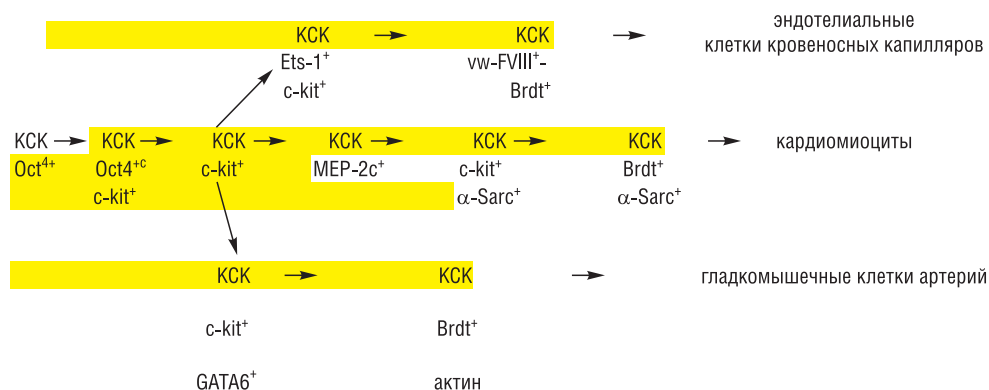 КСК → КСК → эндотелиальные
клетки кровеносных капилляров
Ets-1⁺ vw-FVIII⁺-
c-kit⁺ Brdt⁺
КСК → КСК → КСК → КСК → КСК → КСК → кардиомиоциты
Oct⁴⁺ Oct4⁺ᶜ c-kit⁺ MEP-2c⁺ c-kit⁺ Brdt⁺
c-kit⁺ α-Sarc⁺ α-Sarc⁺
КСК → КСК → гладкомышечные клетки артерий
c-kit⁺ Brdt⁺
GATA6⁺ актин